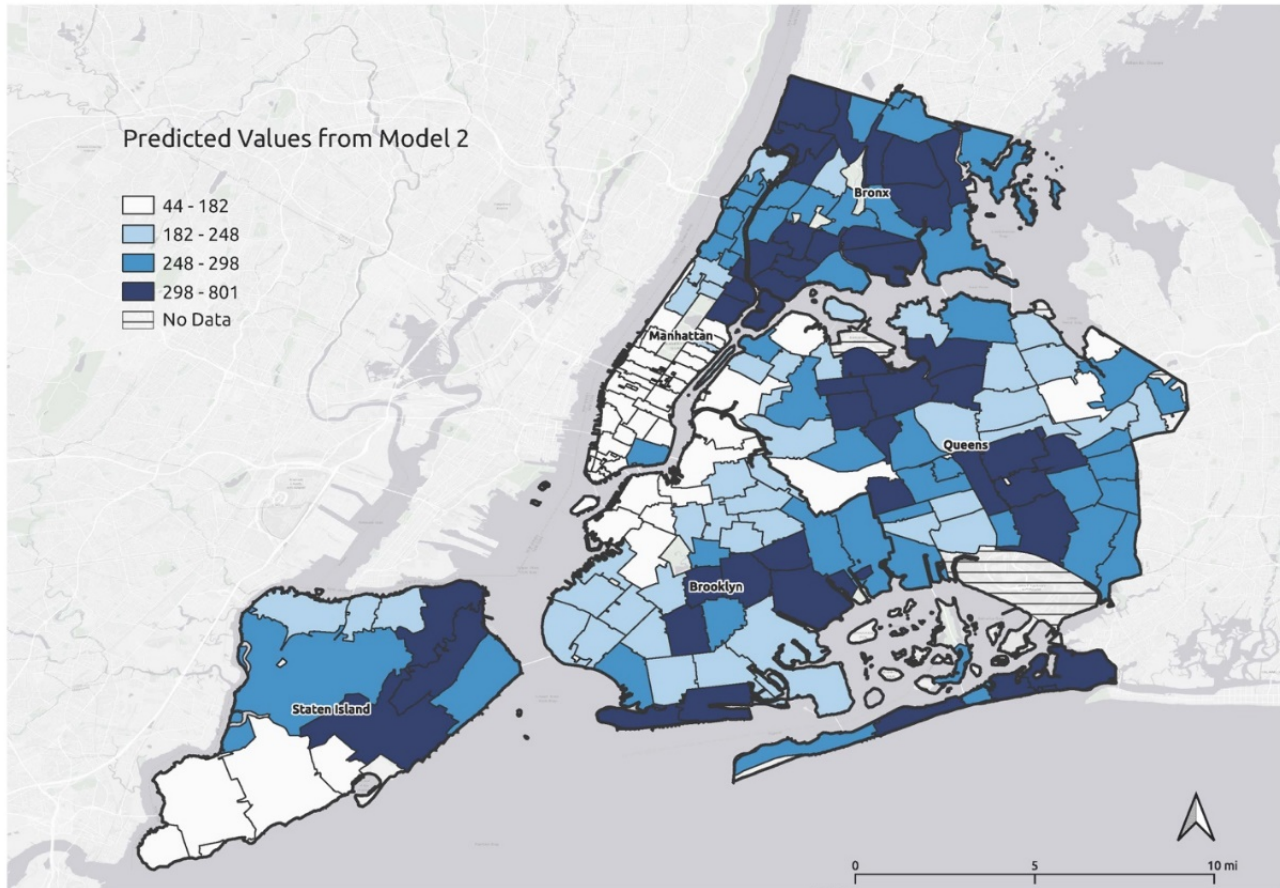 Predicted Values from Model 2
44 - 182
182 - 248
248 - 298
298 - 801
No Data
Bronx
Manhattan
Queens
Brooklyn
Staten Island
0 5 10 mi